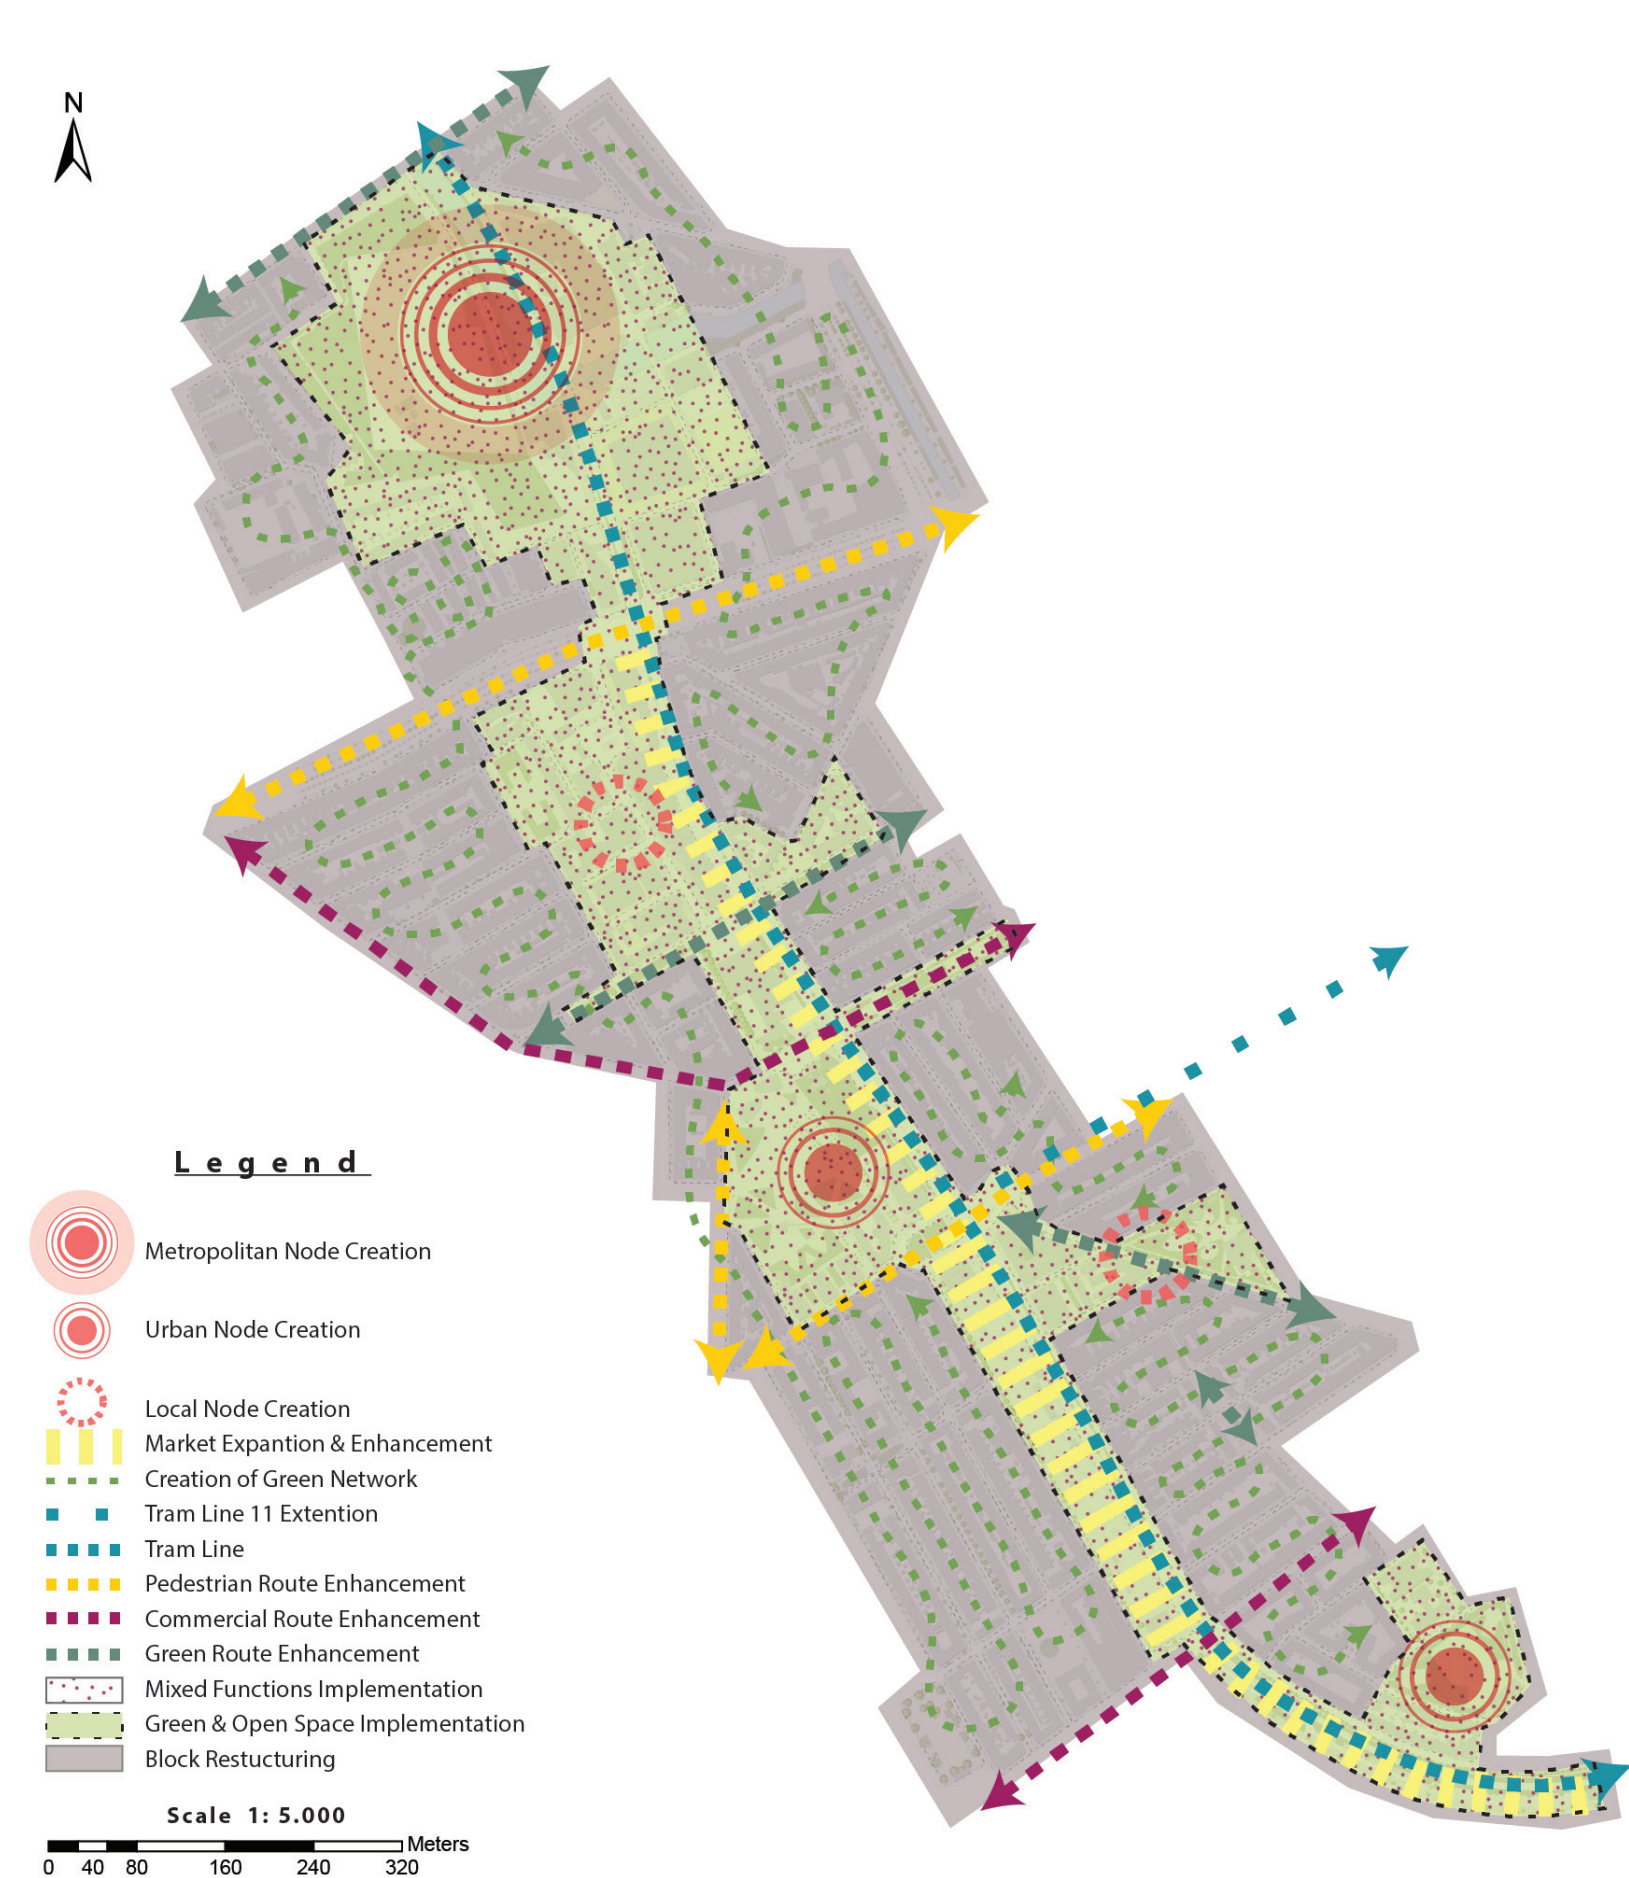 N
Legend
Metropolitan Node Creation
Urban Node Creation
Local Node Creation
Market Expantion & Enhancement
Creation of Green Network
Tram Line 11 Extention
Tram Line
Pedestrian Route Enhancement
Commercial Route Enhancement
Green Route Enhancement
Mixed Functions Implementation
Green & Open Space Implementation
Block Restucturing
Scale 1: 5.000
Meters
0 40 80 160 240 320